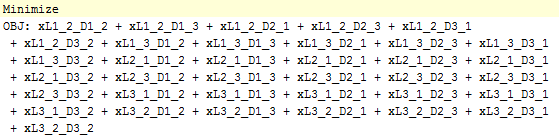 Minimize
OBJ: xL1_2_D1_2 + xL1_2_D1_3 + xL1_2_D2_1 + xL1_2_D2_3 + xL1_2_D3_1
+ xL1_2_D3_2 + xL1_3_D1_2 + xL1_3_D1_3 + xL1_3_D2_1 + xL1_3_D2_3 + xL1_3_D3_1
+ xL1_3_D3_2 + xL2_1_D1_2 + xL2_1_D1_3 + xL2_1_D2_1 + xL2_1_D2_3 + xL2_1_D3_1
+ xL2_1_D3_2 + xL2_3_D1_2 + xL2_3_D1_3 + xL2_3_D2_1 + xL2_3_D2_3 + xL2_3_D3_1
+ xL2_3_D3_2 + xL3_1_D1_2 + xL3_1_D1_3 + xL3_1_D2_1 + xL3_1_D2_3 + xL3_1_D3_1
+ xL3_1_D3_2 + xL3_2_D1_2 + xL3_2_D1_3 + xL3_2_D2_1 + xL3_2_D2_3 + xL3_2_D3_1
+ xL3_2_D3_2